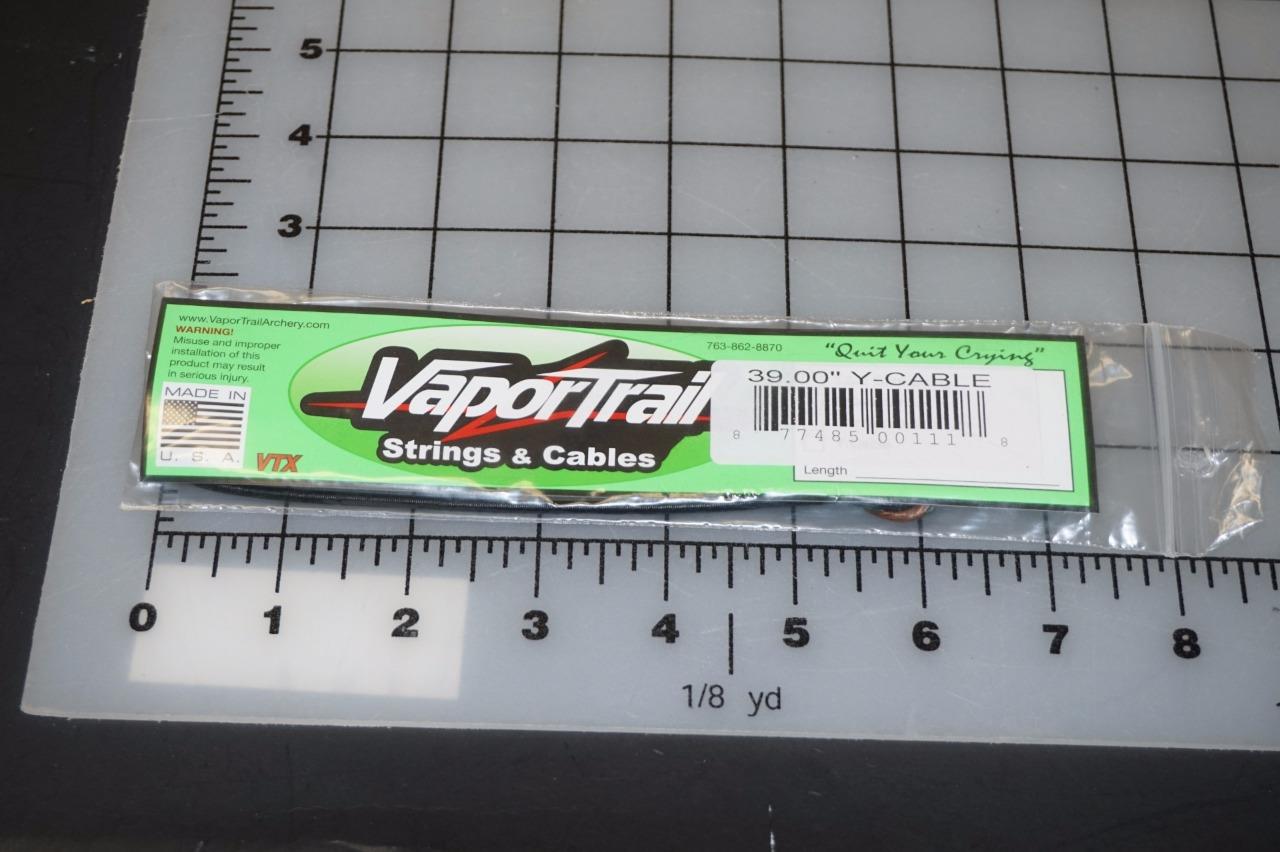 5
4
3
www.VaporTrailArchery.com
WARNING!
Misuse and improper
installation of this
product may result
in serious injury.
MADE IN
U. S. A.
VTX
VaporTrail
Strings & Cables
763-862-8870
"Quit Your Crying"
39.00" Y-CABLE
8 77485 00111 8
Length
0 1 2 3 4 5 6 7 8
1/8 yd